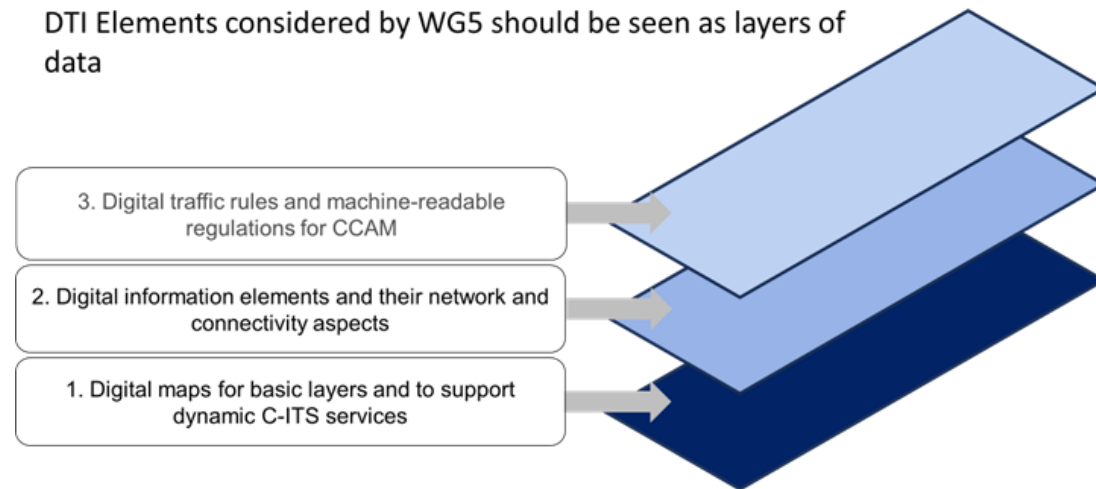 DTI Elements considered by WG5 should be seen as layers of
data
3. Digital traffic rules and machine-readable
regulations for CCAM
2. Digital information elements and their network and
connectivity aspects
1. Digital maps for basic layers and to support
dynamic C-ITS services